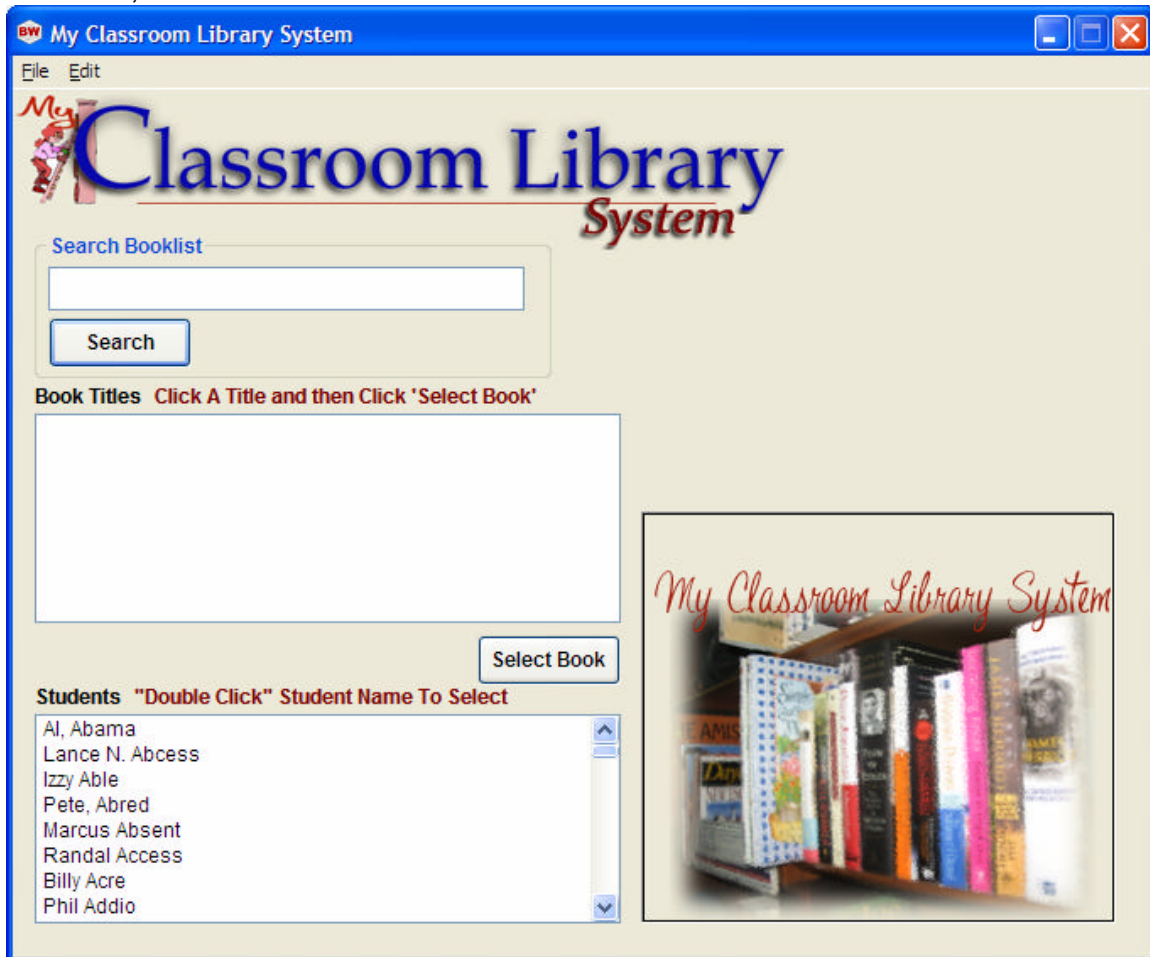 BW My Classroom Library System
File Edit
My
Classroom Library
System
Search Booklist
Search
Book Titles Click A Title and then Click 'Select Book'
Select Book
Students "Double Click" Student Name To Select
Al, Abama
Lance N. Abcess
Izzy Able
Pete, Abred
Marcus Absent
Randal Access
Billy Acre
Phil Addio
My Classroom Library System